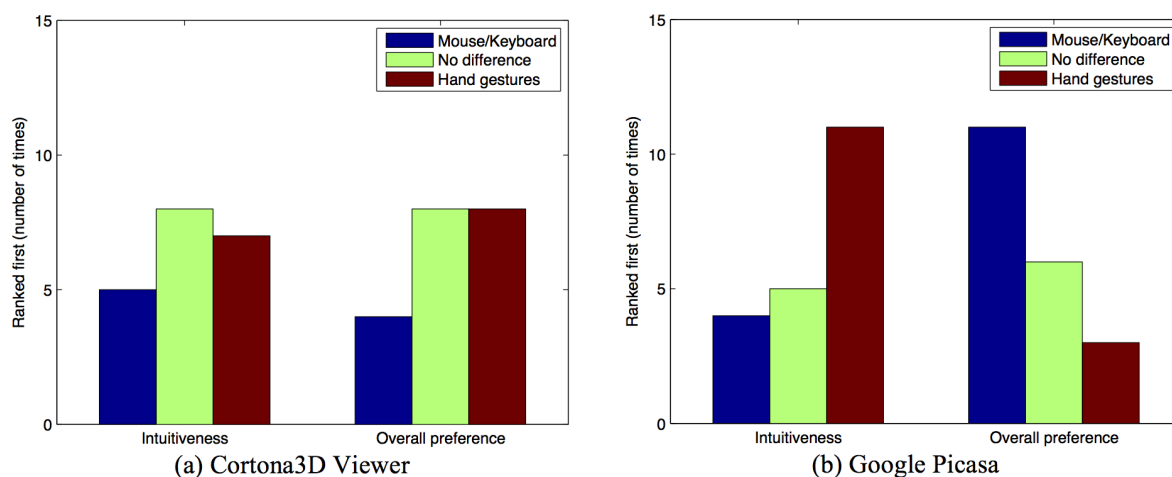 15
10
5
0
Ranked first (number of times)
Mouse/Keyboard
No difference
Hand gestures
Intuitiveness
Overall preference
(a) Cortona3D Viewer
15
10
5
0
Ranked first (number of times)
Mouse/Keyboard
No difference
Hand gestures
Intuitiveness
Overall preference
(b) Google Picasa